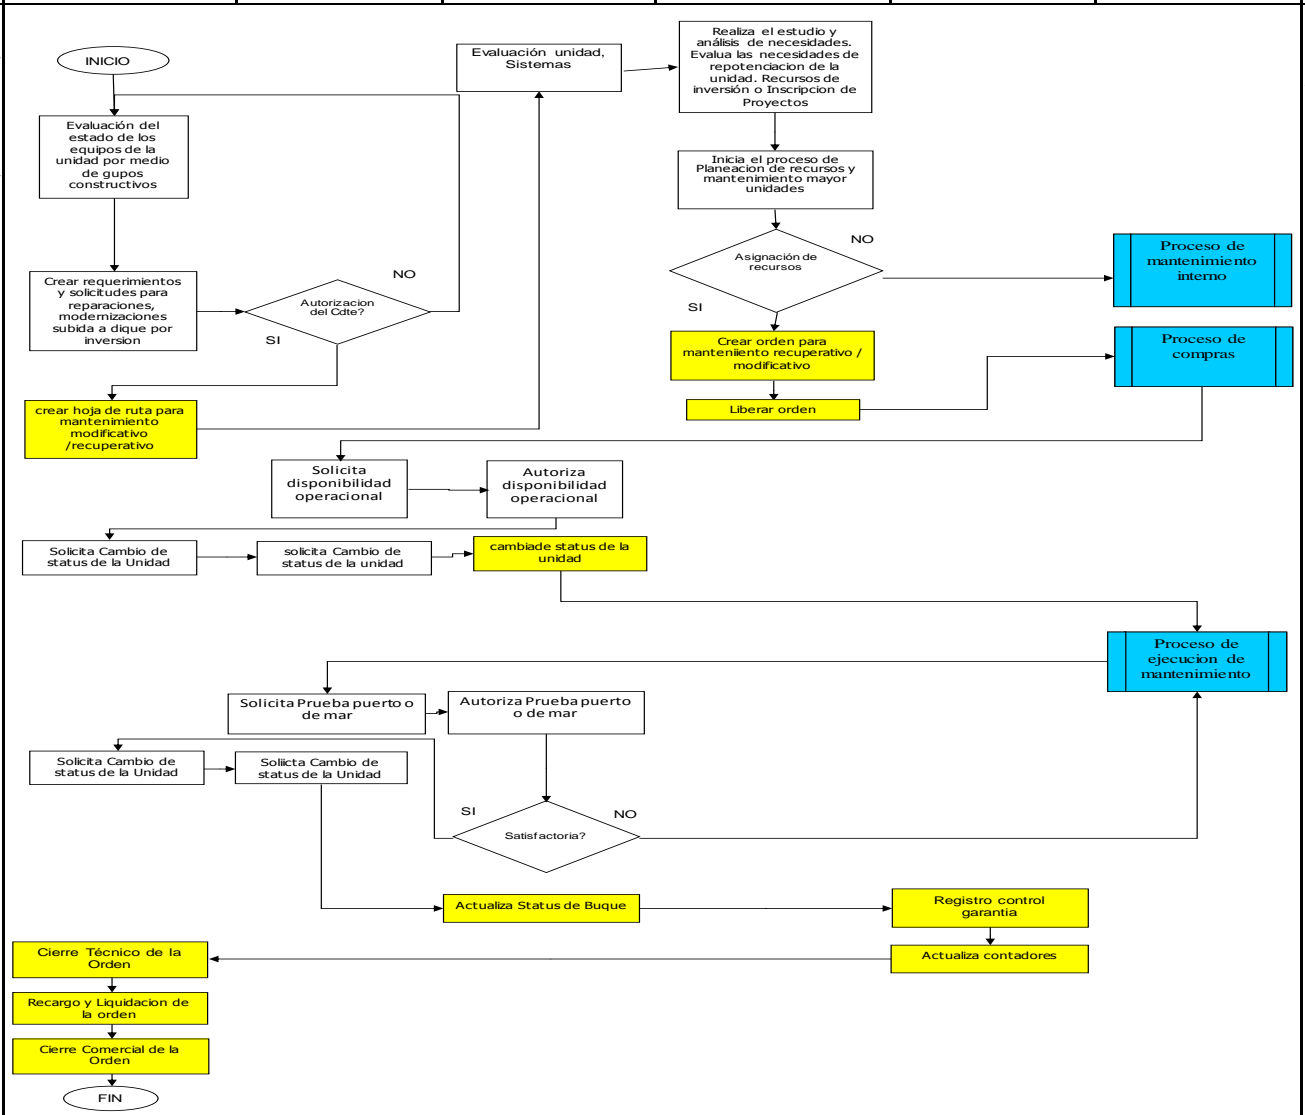 INICIO
Evaluación del
estado de los
equipos de la
unidad por medio
de gupos
constructivos
Crear requerimientos
y solicitudes para
reparaciones,
modernizaciones
subida a dique por
inversion
Autorizacion
del Cdte?
NO
SI
crear hoja de ruta para
mantenimiento
modificativo
/recuperativo
Evaluación unidad,
Sistemas
Realiza el estudio y
análisis de necesidades.
Evalua las necesidades de
repotenciacion de la
unidad. Recursos de
inversión o Inscripcion de
Proyectos
Inicia el proceso de
Planeacion de recursos y
mantenimiento mayor
unidades
Asignación de
recursos
NO
SI
Proceso de
mantenimiento
interno
Crear orden para
manteniiento recuperativo /
modificativo
Liberar orden
Proceso de
compras
Solicita
disponibilidad
operacional
Autoriza
disponibilidad
operacional
Solicita Cambio de
status de la Unidad
solicita Cambio de
status de la unidad
cambiade status de la
unidad
Proceso de
ejecucion de
mantenimiento
Solicita Prueba puerto o
de mar
Autoriza Prueba puerto
o de mar
Solicita Cambio de
status de la Unidad
Soliicta Cambio de
status de la Unidad
SI
NO
Satisfactoria?
Actualiza Status de Buque
Registro control
garantia
Actualiza contadores
Cierre Técnico de la
Orden
Recargo y Liquidacion de
la orden
Cierre Comercial de la
Orden
FIN